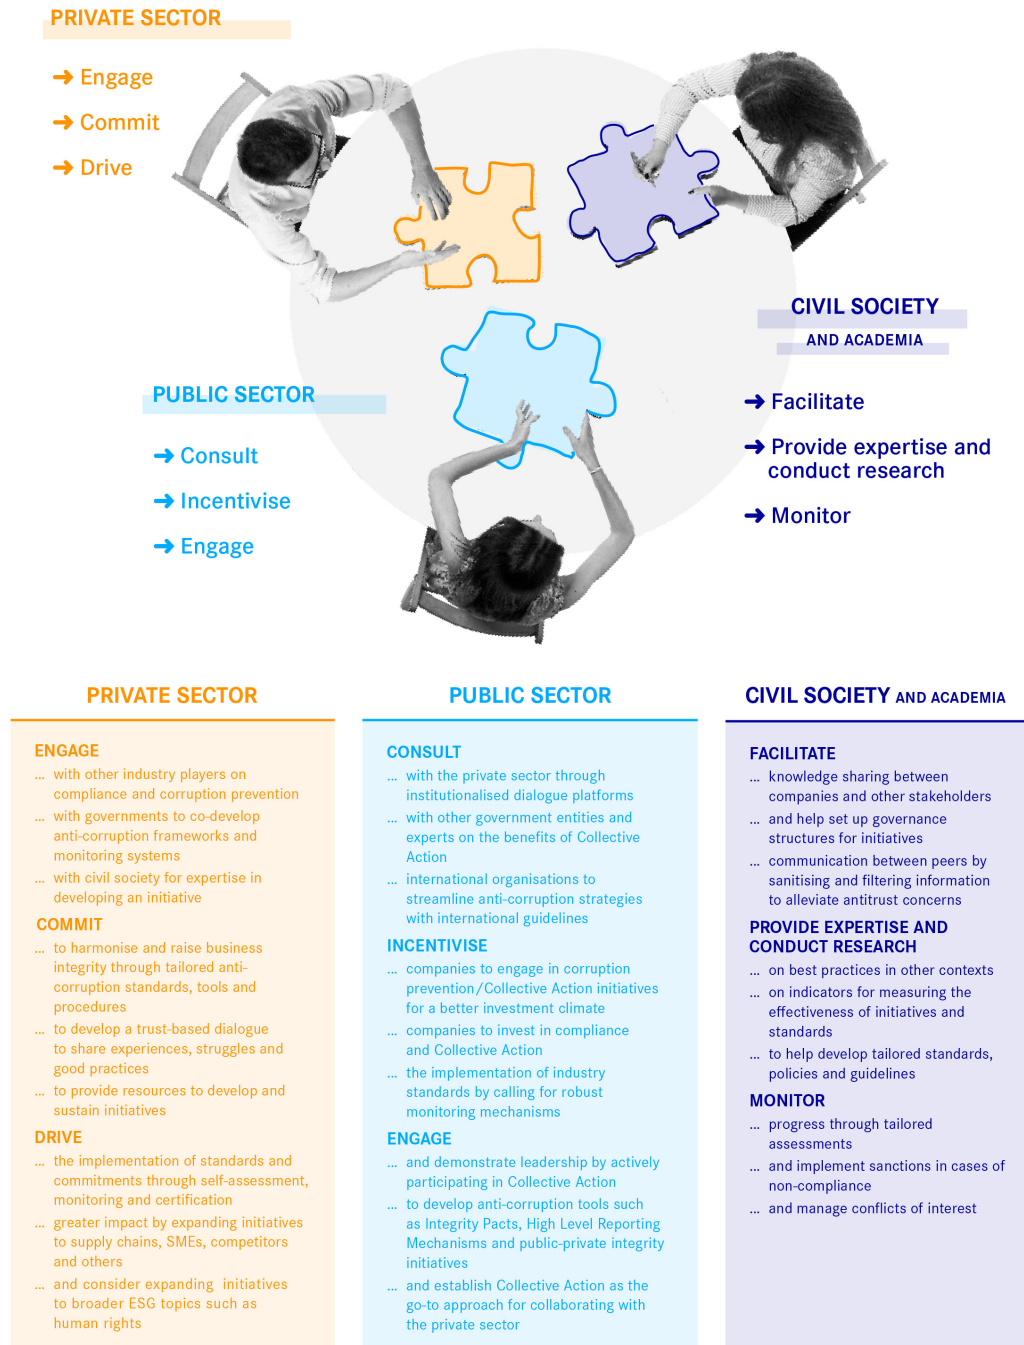 PRIVATE SECTOR
➜ Engage
➜ Commit
➜ Drive
CIVIL SOCIETY
AND ACADEMIA
➜ Facilitate
➜ Provide expertise and
conduct research
➜ Monitor
PUBLIC SECTOR
➜ Consult
➜ Incentivise
➜ Engage
PRIVATE SECTOR
ENGAGE
... with other industry players on
compliance and corruption prevention
... with governments to co-develop
anti-corruption frameworks and
monitoring systems
... with civil society for expertise in
developing an initiative
COMMIT
... to harmonise and raise business
integrity through tailored anti-
corruption standards, tools and
procedures
... to develop a trust-based dialogue
to share experiences, struggles and
good practices
... to provide resources to develop and
sustain initiatives
DRIVE
... the implementation of standards and
commitments through self-assessment,
monitoring and certification
... greater impact by expanding initiatives
to supply chains, SMEs, competitors
and others
... and consider expanding initiatives
to broader ESG topics such as
human rights
PUBLIC SECTOR
CONSULT
... with the private sector through
institutionalised dialogue platforms
... with other government entities and
experts on the benefits of Collective
Action
... international organisations to
streamline anti-corruption strategies
with international guidelines
INCENTIVISE
... companies to engage in corruption
prevention/Collective Action initiatives
for a better investment climate
... companies to invest in compliance
and Collective Action
... the implementation of industry
standards by calling for robust
monitoring mechanisms
ENGAGE
... and demonstrate leadership by actively
participating in Collective Action
... to develop anti-corruption tools such
as Integrity Pacts, High Level Reporting
Mechanisms and public-private integrity
initiatives
... and establish Collective Action as the
go-to approach for collaborating with
the private sector
CIVIL SOCIETY AND ACADEMIA
FACILITATE
... knowledge sharing between
companies and other stakeholders
... and help set up governance
structures for initiatives
... communication between peers by
sanitising and filtering information
to alleviate antitrust concerns
PROVIDE EXPERTISE AND
CONDUCT RESEARCH
... on best practices in other contexts
... on indicators for measuring the
effectiveness of initiatives and
standards
... to help develop tailored standards,
policies and guidelines
MONITOR
... progress through tailored
assessments
... and implement sanctions in cases of
non-compliance
... and manage conflicts of interest